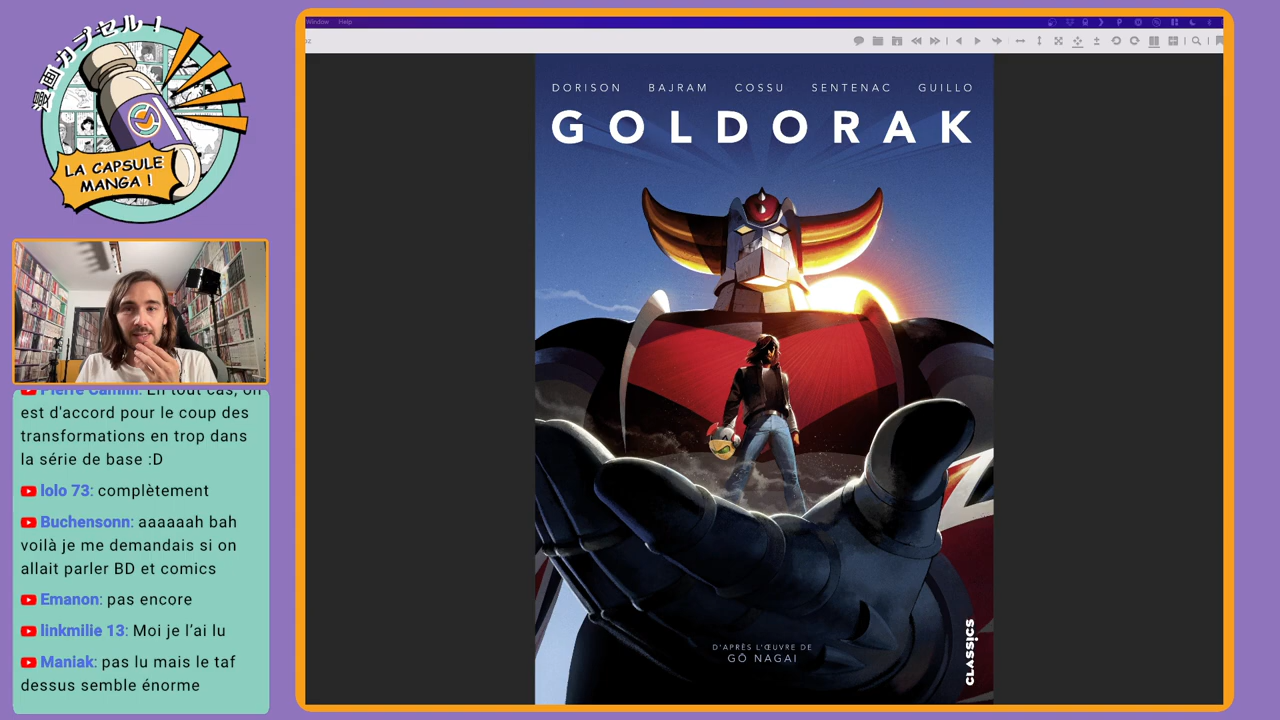 漫画カプセル！
LA CAPSULE
MANGA !
Window Help
DORISON BAJRAM COSSU SENTENAC GUILLO
GOLDORAK
D'APRÈS L'ŒUVRE DE
GÔ NAGAI
CLASSICS
Pierre Camilli: En tout cas, on
est d'accord pour le coup des
transformations en trop dans
la série de base :D
lolo 73: complètement
Buchensonn: aaaaaah bah
voilà je me demandais si on
allait parler BD et comics
Emanon: pas encore
linkmilie 13: Moi je l'ai lu
Maniak: pas lu mais le taf
dessus semble énorme